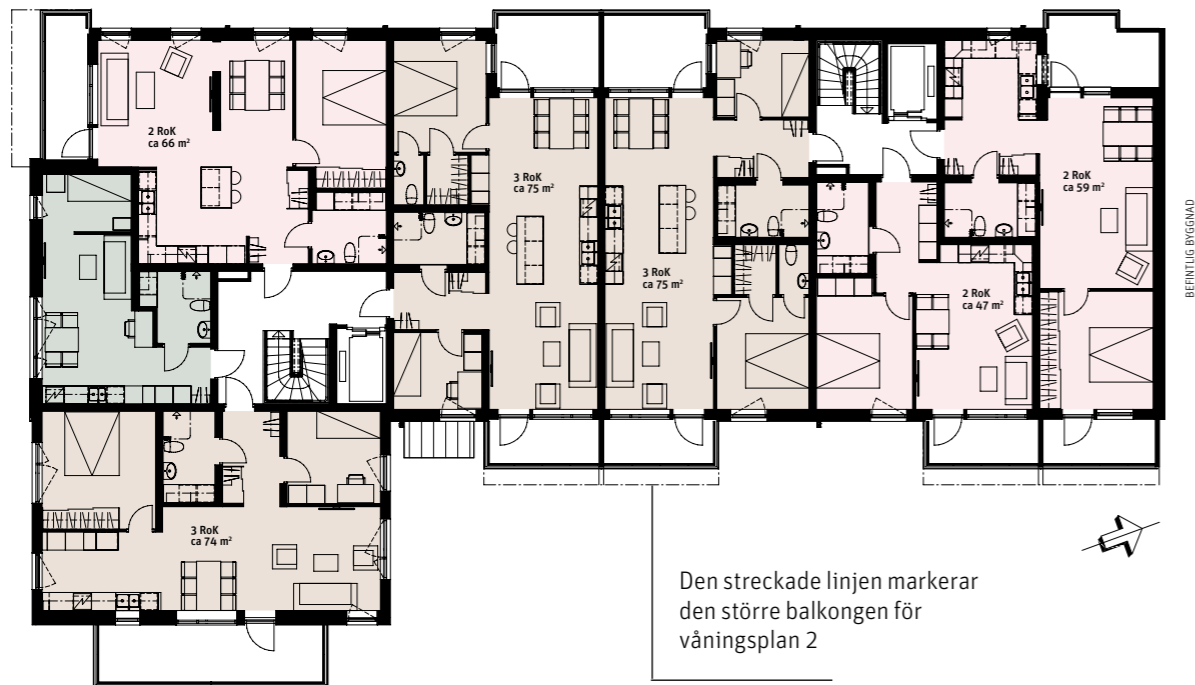 2 RoK
ca 66 m²
3 RoK
ca 75 m²
3 RoK
ca 75 m²
2 RoK
ca 59 m²
2 RoK
ca 47 m²
3 RoK
ca 74 m²
BEFINTLIG BYGGNAD
Den streckade linjen markerar
den större balkongen för
våningsplan 2